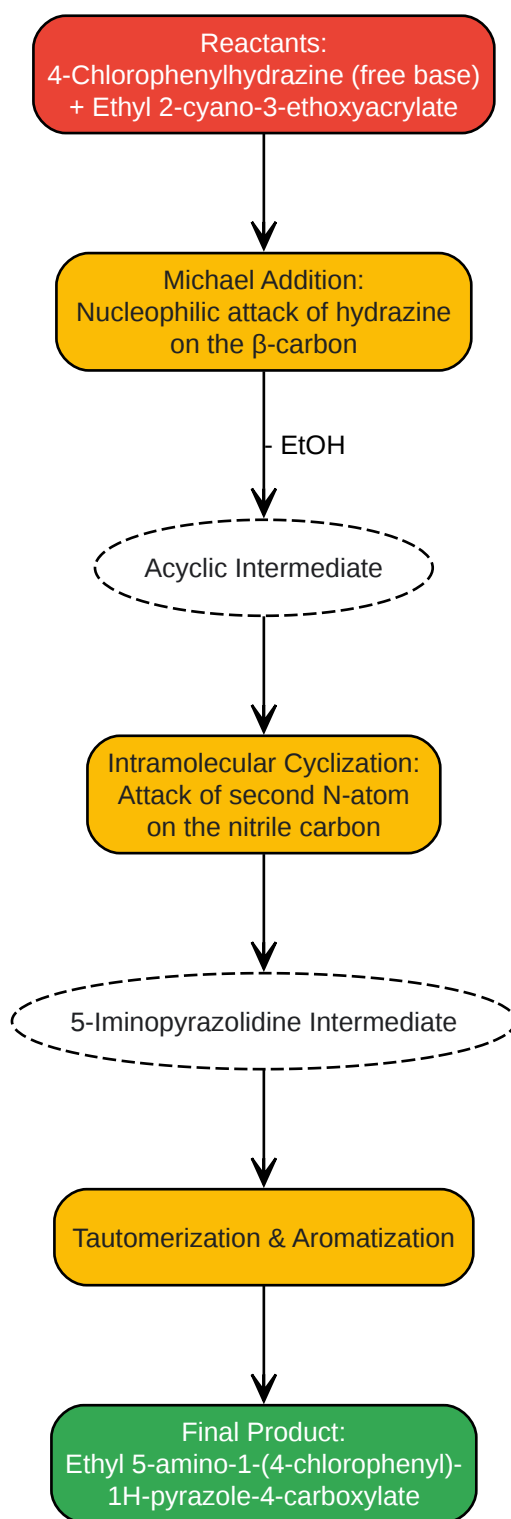 Reactants:
4-Chlorophenylhydrazine (free base)
+ Ethyl 2-cyano-3-ethoxyacrylate
Michael Addition:
Nucleophilic attack of hydrazine
on the β-carbon
- EtOH
Acyclic Intermediate
Intramolecular Cyclization:
Attack of second N-atom
on the nitrile carbon
5-Iminopyrazolidine Intermediate
Tautomerization & Aromatization
Final Product:
Ethyl 5-amino-1-(4-chlorophenyl)-
1H-pyrazole-4-carboxylate